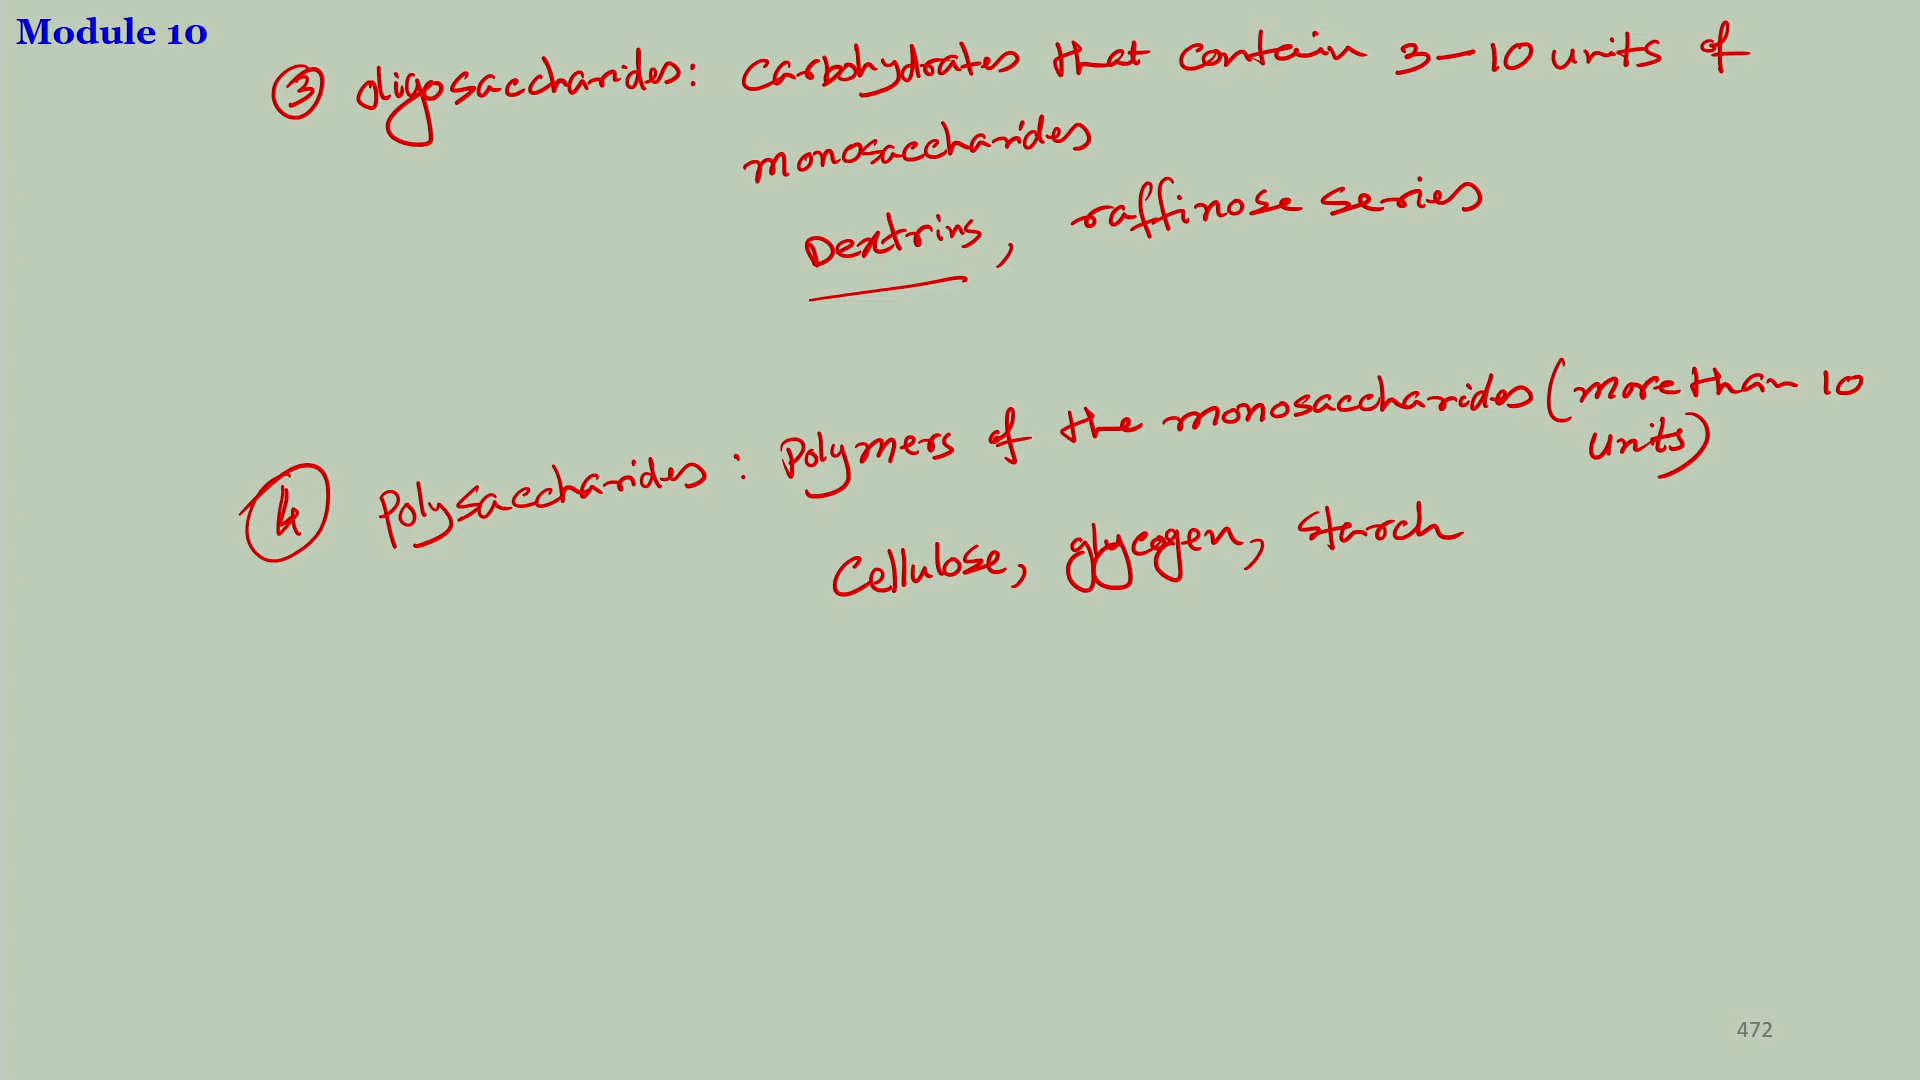 Module 10
③ oligosaccharides: Carbohydrates that contain 3-10 units of
monosaccharides
Dextrins, raffinose series
④ Polysaccharides: Polymers of the monosaccharides (more than 10
units)
Cellulose, glycogen, starch
472